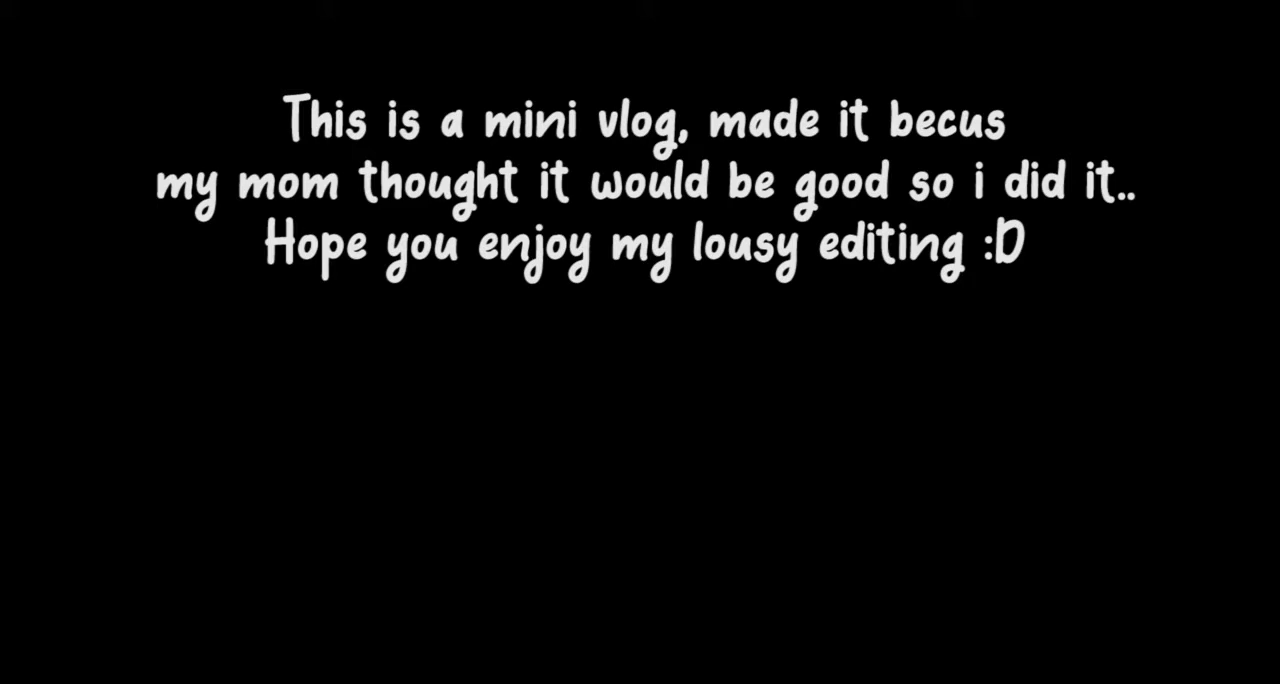 This is a mini vlog, made it becus
my mom thought it would be good so i did it..
Hope you enjoy my lousy editing :D